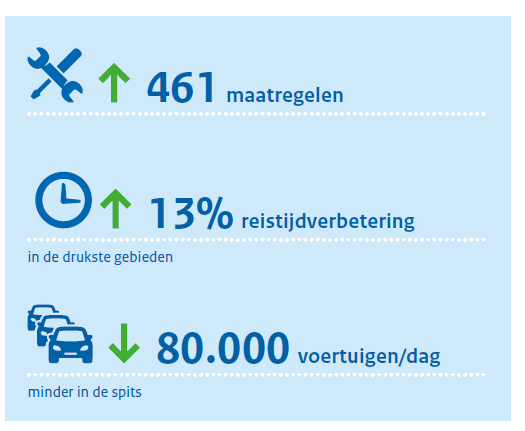 461 maatregelen
13% reistijdverbetering
in de drukste gebieden
80.000 voertuigen/dag
minder in de spits